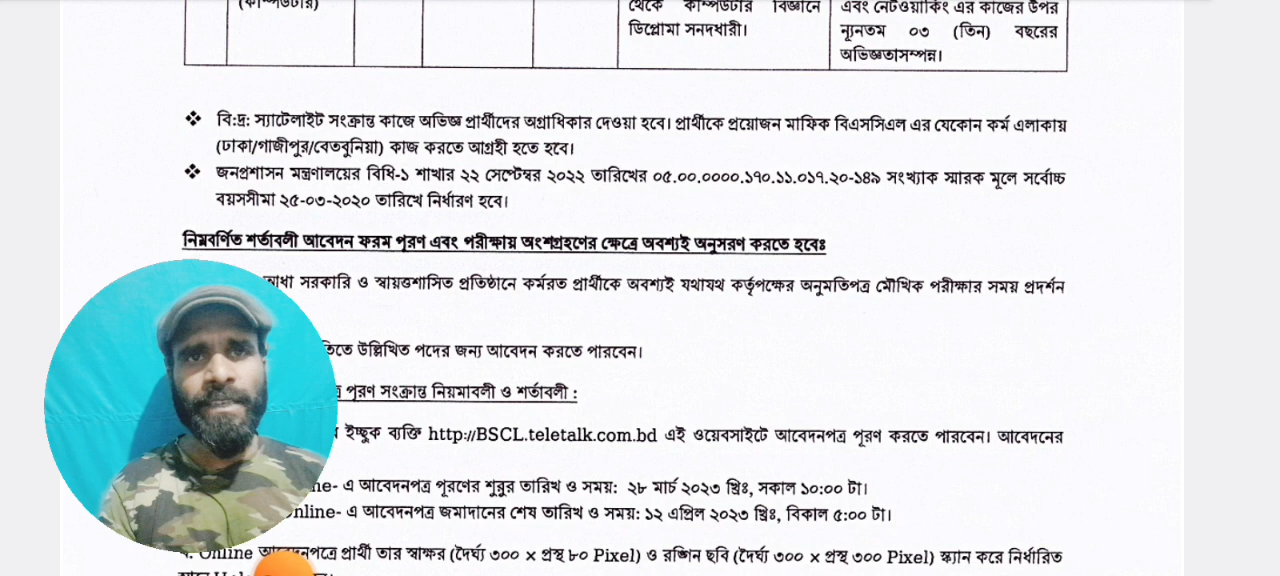 (কম্পিউটার)
থেকে কম্পিউটার বিজ্ঞানে
ডিপ্লোমা সনদধারী।
এবং নেটওয়ার্কিং এর কাজের উপর
ন্যূনতম ০৩ (তিন) বছরের
অভিজ্ঞতাসম্পন্ন।
❖ বি:দ্র: স্যাটেলাইট সংক্রান্ত কাজে অভিজ্ঞ প্রার্থীদের অগ্রাধিকার দেওয়া হবে। প্রার্থীকে প্রয়োজন মাফিক বিএসসিএল এর যেকোন কর্ম এলাকায়
(ঢাকা/গাজীপুর/বেতবুনিয়া) কাজ করতে আগ্রহী হতে হবে।
❖ জনপ্রশাসন মন্ত্রণালয়ের বিধি-১ শাখার ২২ সেপ্টেম্বর ২০২২ তারিখের ০৫.০০.০০০০.১৭০.১১.০১৭.২০-১৪৯ সংখ্যাক স্মারক মূলে সর্বোচ্চ
বয়সসীমা ২৫-০৩-২০২০ তারিখে নির্ধারণ হবে।
নিম্নবর্ণিত শর্তাবলী আবেদন ফরম পূরণ এবং পরীক্ষায় অংশগ্রহণের ক্ষেত্রে অবশ্যই অনুসরণ করতে হবেঃ
আধা সরকারি ও স্বায়ত্তশাসিত প্রতিষ্ঠানে কর্মরত প্রার্থীকে অবশ্যই যথাযথ কর্তৃপক্ষের অনুমতিপত্র মৌখিক পরীক্ষার সময় প্রদর্শন
উল্লিখিত পদের জন্য আবেদন করতে পারবেন।
পূরণ সংক্রান্ত নিয়মাবলী ও শর্তাবলী :
ইচ্ছুক ব্যক্তি http://BSCL.teletalk.com.bd এই ওয়েবসাইটে আবেদনপত্র পূরণ করতে পারবেন। আবেদনের
এ আবেদনপত্র পূরণের শুরুর তারিখ ও সময়: ২৮ মার্চ ২০২৩ খ্রিঃ, সকাল ১০:০০ টা।
Online- এ আবেদনপত্র জমাদানের শেষ তারিখ ও সময়: ১২ এপ্রিল ২০২৩ খ্রিঃ, বিকাল ৫:০০ টা।
Online আবেদনপত্রে প্রার্থী তার স্বাক্ষর (দৈর্ঘ্য ৩০০ x প্রস্থ ৮০ Pixel) ও রঙ্গিন ছবি (দৈর্ঘ্য ৩০০ x প্রস্থ ৩০০ Pixel) স্ক্যান করে নির্ধারিত